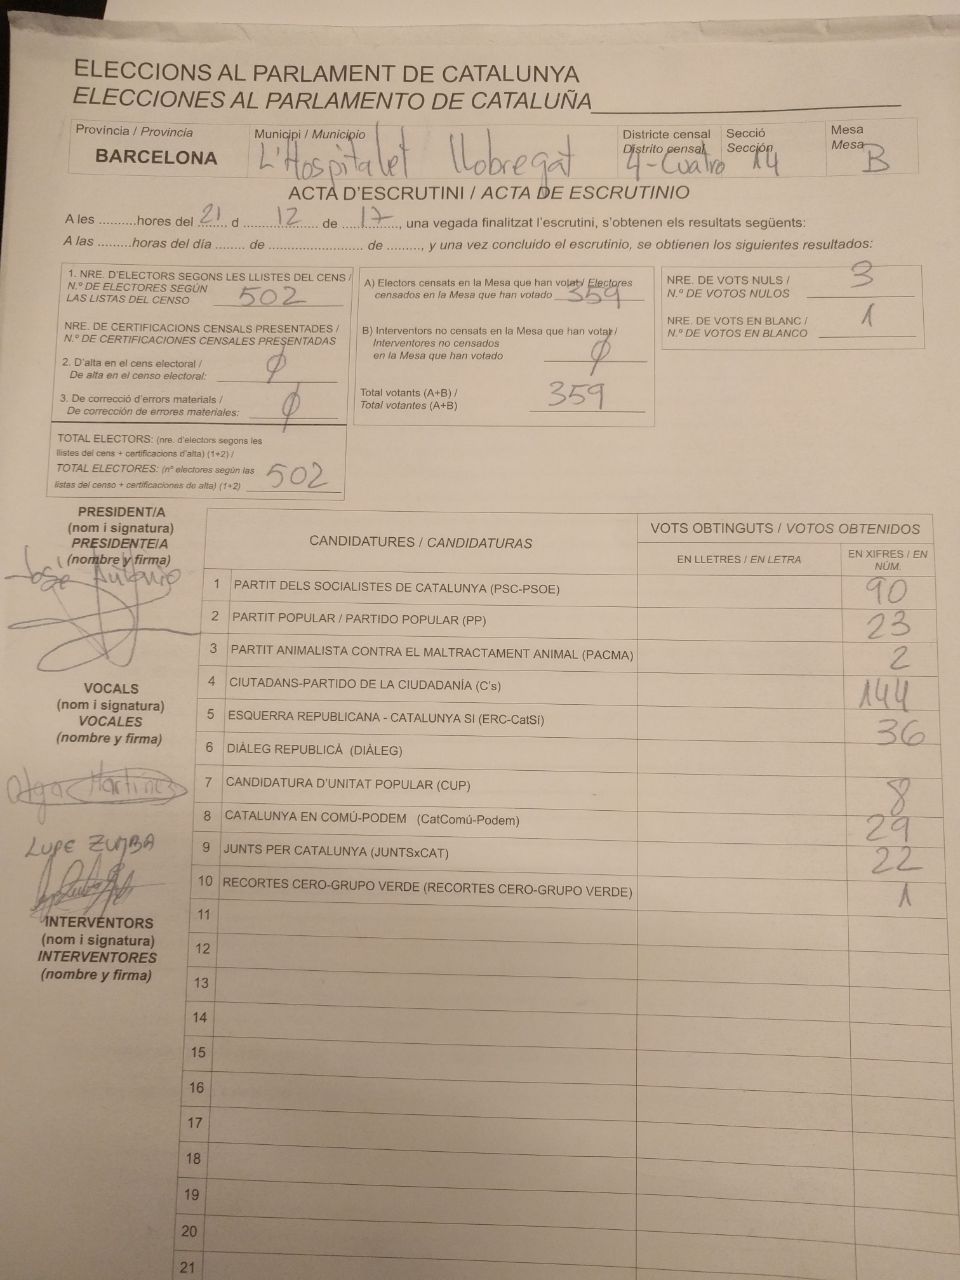 ELECCIONS AL PARLAMENT DE CATALUNYA
ELECCIONES AL PARLAMENTO DE CATALUÑA
Província / Provincia
BARCELONA
Municipi / Municipio
L'Hospitalet Llobregat
Districte censal
Distrito censal
4-Cuatro
Secció
Sección
14
Mesa
Mesa
B
ACTA D'ESCRUTINI / ACTA DE ESCRUTINIO
A les ..........hores del 21 d 12 de 17, una vegada finalitzat l'escrutini, s'obtenen els resultats següents:
A las ..........horas del día ........ de ........................ de ........, y una vez concluido el escrutinio, se obtienen los siguientes resultados:
1. NRE. D'ELECTORS SEGONS LES LLISTES DEL CENS /
N.º DE ELECTORES SEGÚN
LAS LISTAS DEL CENSO 502
NRE. DE CERTIFICACIONS CENSALS PRESENTADES /
N.º DE CERTIFICACIONES CENSALES PRESENTADAS
2. D'alta en el cens electoral /
De alta en el censo electoral: Ø
3. De correcció d'errors materials /
De corrección de errores materiales: Ø
TOTAL ELECTORS: (nre. d'electors segons les
llistes del cens + certificacions d'alta) (1+2) /
TOTAL ELECTORES: (nº electores según las
listas del censo + certificaciones de alta) (1+2) 502
A) Electors censats en la Mesa que han votat / Electores
censados en la Mesa que han votado 359
B) Interventors no censats en la Mesa que han votat /
Interventores no censados
en la Mesa que han votado Ø
Total votants (A+B) /
Total votantes (A+B) 359
NRE. DE VOTS NULS /
N.º DE VOTOS NULOS 3
NRE. DE VOTS EN BLANC /
N.º DE VOTOS EN BLANCO 1
PRESIDENT/A
(nom i signatura)
PRESIDENTE/A
(nombre y firma)
José Antonio
VOCALS
(nom i signatura)
VOCALES
(nombre y firma)
Olga Martínez
LUPE ZUMBA
INTERVENTORS
(nom i signatura)
INTERVENTORES
(nombre y firma)
CANDIDATURES / CANDIDATURAS
VOTS OBTINGUTS / VOTOS OBTENIDOS
EN LLETRES / EN LETRA
EN XIFRES / EN
NÚM.
1 PARTIT DELS SOCIALISTES DE CATALUNYA (PSC-PSOE) 90
2 PARTIT POPULAR / PARTIDO POPULAR (PP) 23
3 PARTIT ANIMALISTA CONTRA EL MALTRACTAMENT ANIMAL (PACMA) 2
4 CIUTADANS-PARTIDO DE LA CIUDADANÍA (C's) 144
5 ESQUERRA REPUBLICANA - CATALUNYA SI (ERC-CatSí) 36
6 DIÀLEG REPUBLICÀ (DIÀLEG)
7 CANDIDATURA D'UNITAT POPULAR (CUP) 8
8 CATALUNYA EN COMÚ-PODEM (CatComú-Podem) 29
9 JUNTS PER CATALUNYA (JUNTSxCAT) 22
10 RECORTES CERO-GRUPO VERDE (RECORTES CERO-GRUPO VERDE) 1
11
12
13
14
15
16
17
18
19
20
21